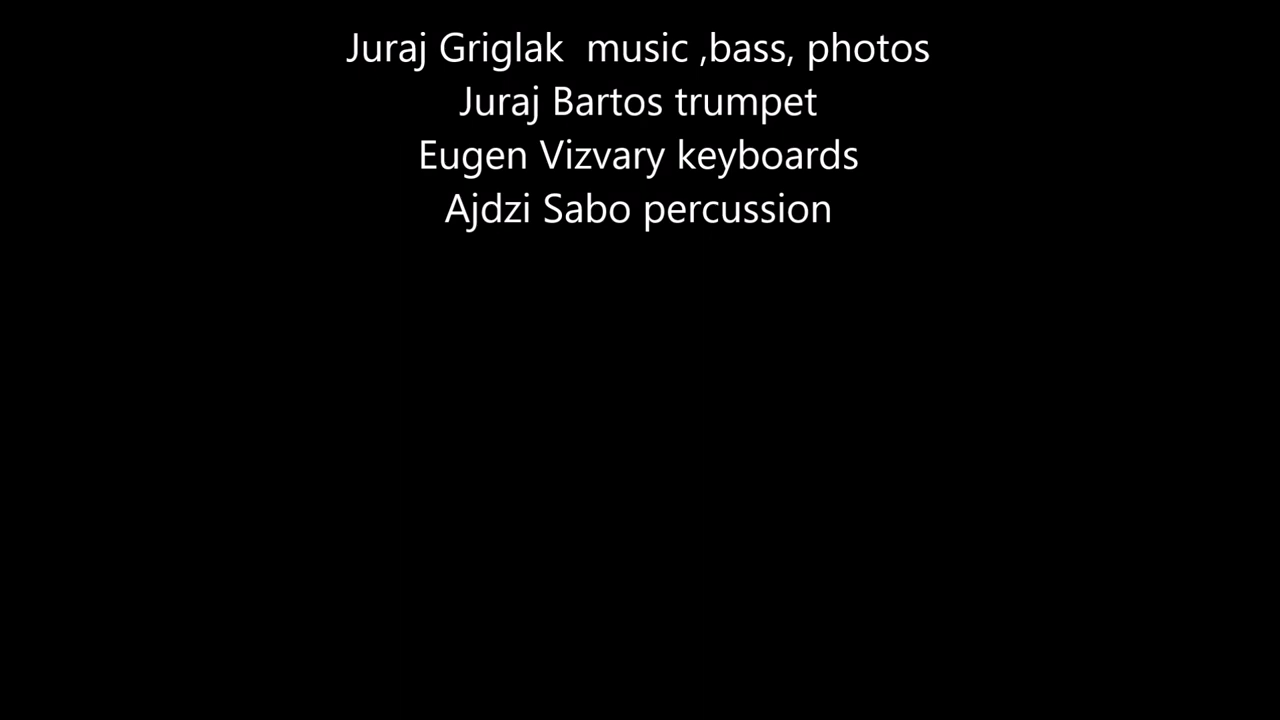 Juraj Griglak  music ,bass, photos
Juraj Bartos trumpet
Eugen Vizvary keyboards
Ajdzi Sabo percussion